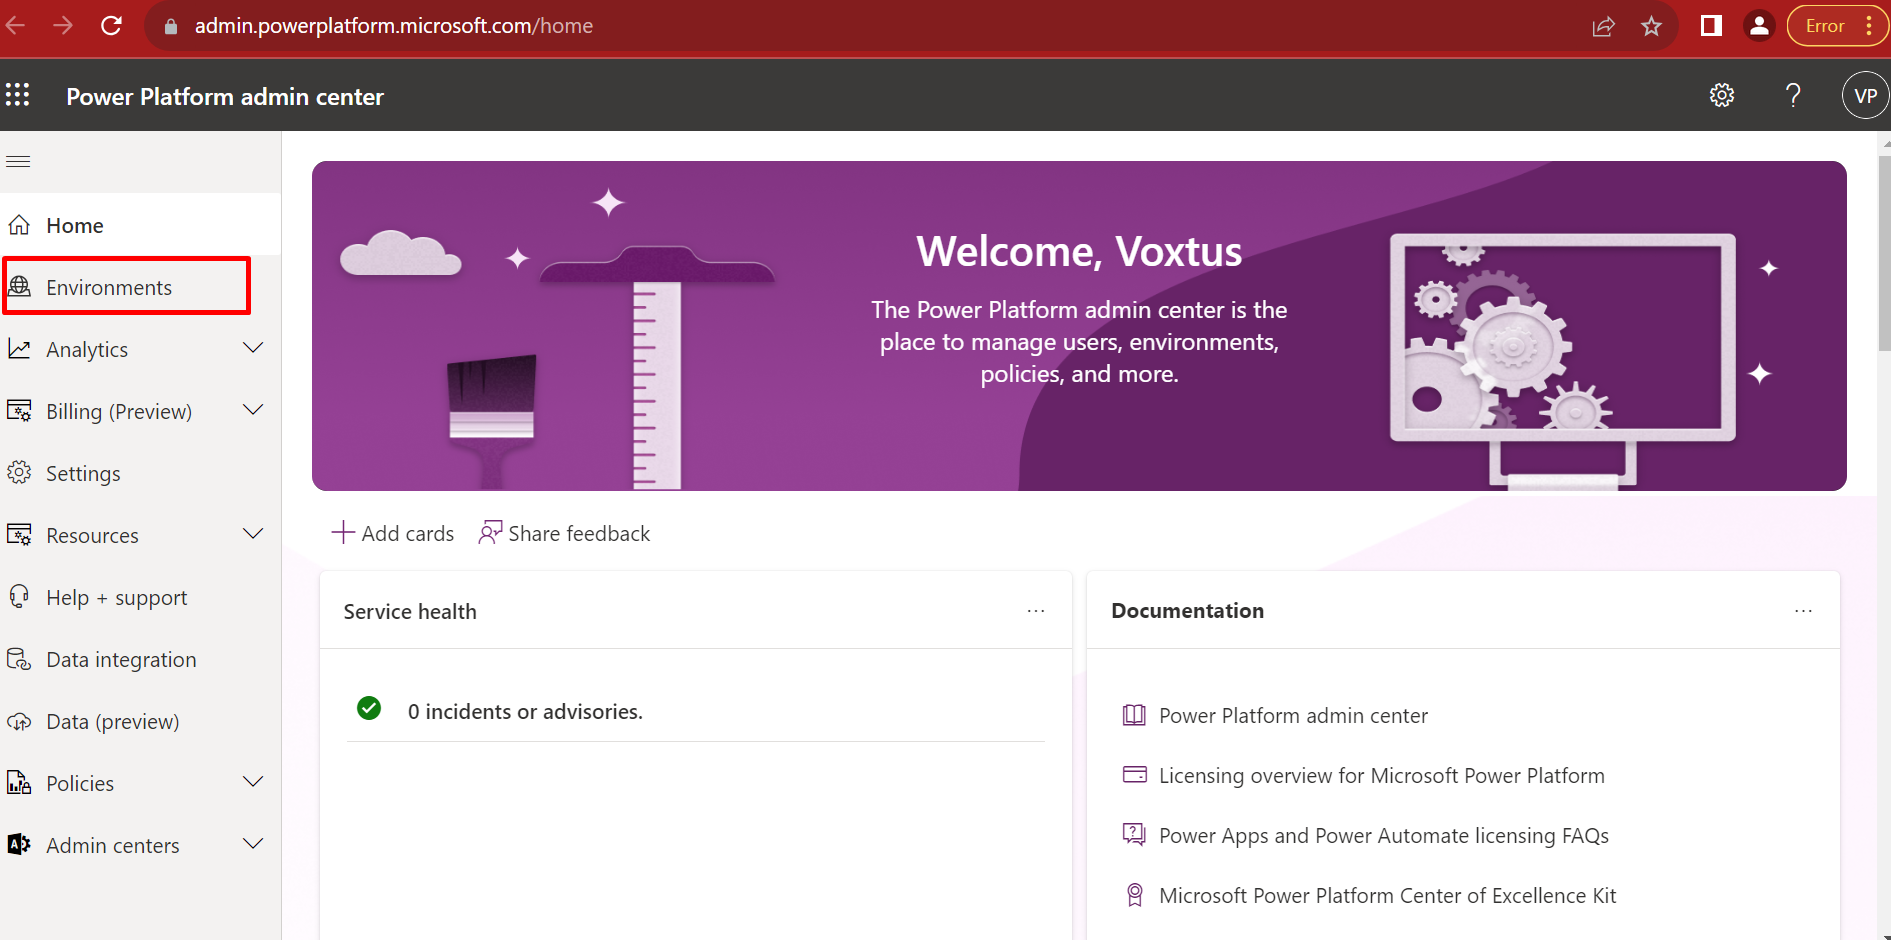 admin.powerplatform.microsoft.com/home
Error
Power Platform admin center
VP
Home
Environments
Analytics
Billing (Preview)
Settings
Resources
Help + support
Data integration
Data (preview)
Policies
Admin centers
Welcome, Voxtus
The Power Platform admin center is the
place to manage users, environments,
policies, and more.
Add cards
Share feedback
Service health
0 incidents or advisories.
Documentation
Power Platform admin center
Licensing overview for Microsoft Power Platform
Power Apps and Power Automate licensing FAQs
Microsoft Power Platform Center of Excellence Kit